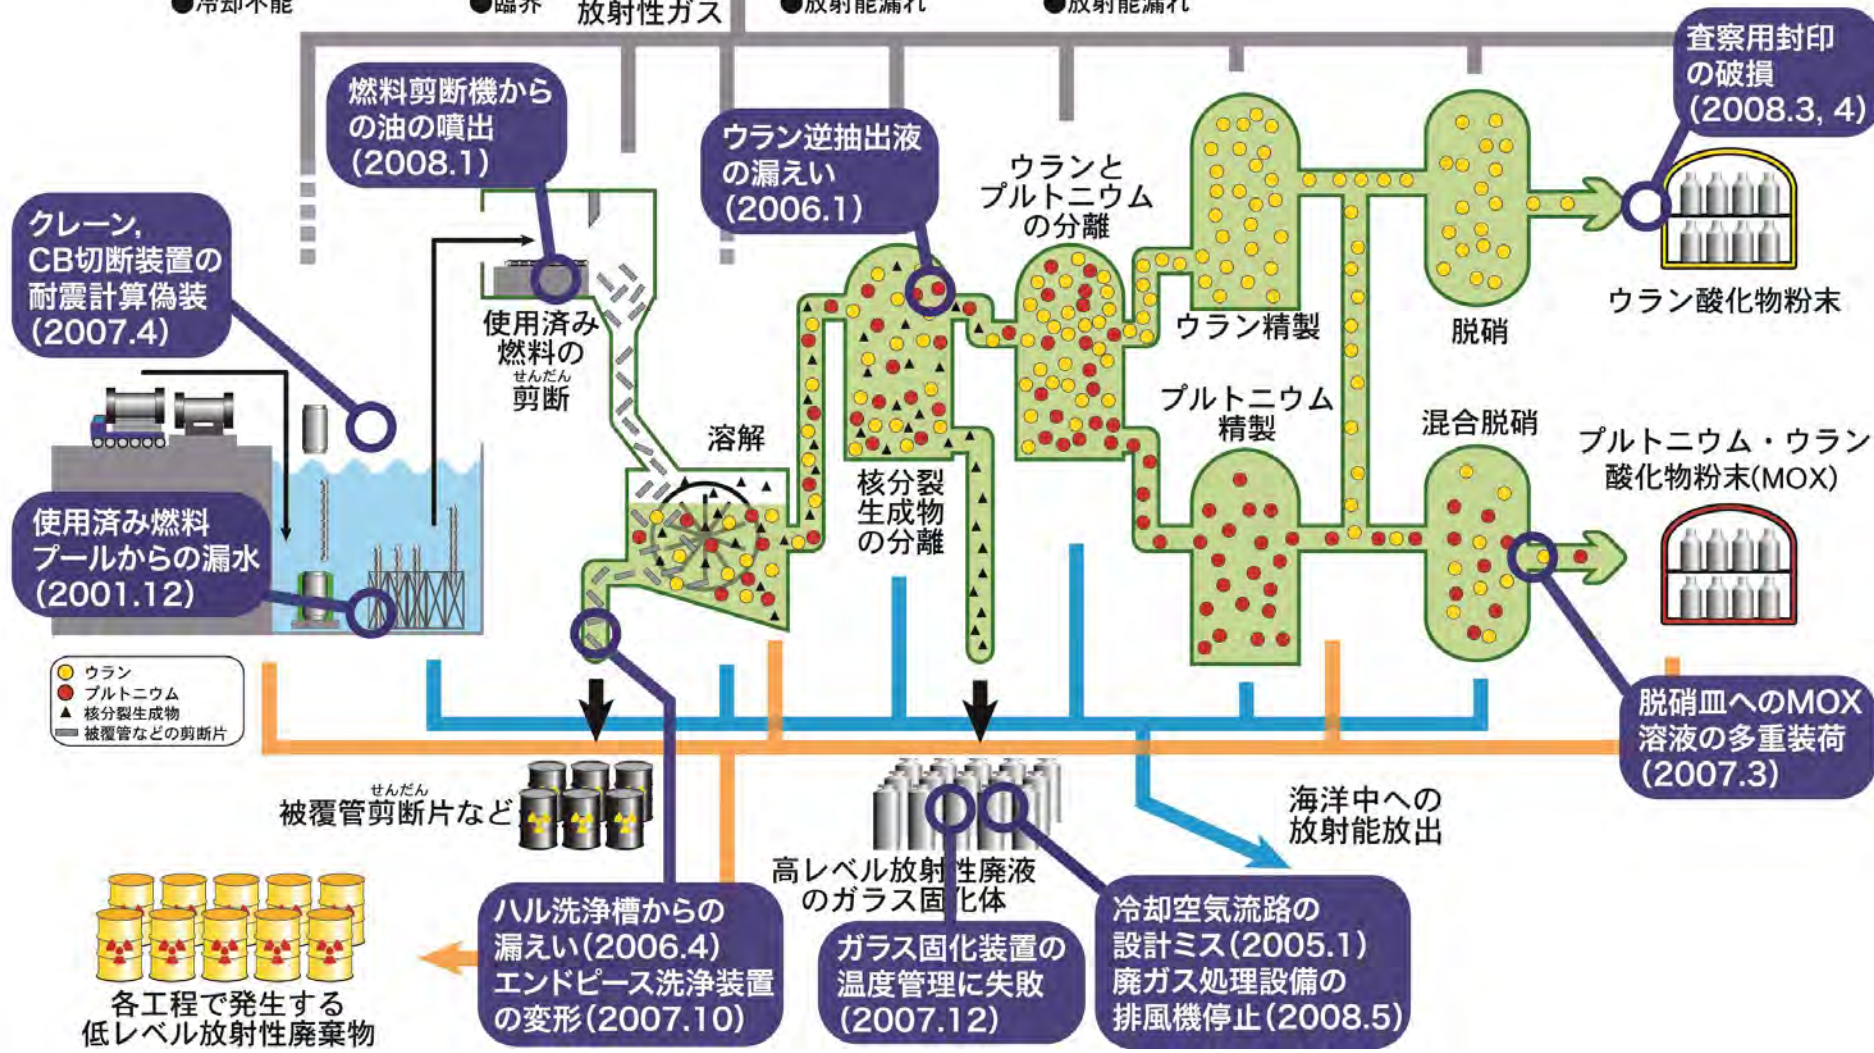 ●冷却不能
●臨界
放射性ガス
●放射能漏れ
●放射能漏れ
査察用封印
の破損
(2008.3, 4)
燃料剪断機から
の油の噴出
(2008.1)
ウラン逆抽出液
の漏えい
(2006.1)
クレーン,
CB切断装置の
耐震計算偽装
(2007.4)
ウランと
プルトニウム
の分離
使用済み
燃料の
せんだん
剪断
ウラン精製
脱硝
ウラン酸化物粉末
溶解
プルトニウム
精製
混合脱硝
プルトニウム・ウラン
酸化物粉末(MOX)
核分裂
生成物
の分離
使用済み燃料
プールからの漏水
(2001.12)
ウラン
プルトニウム
核分裂生成物
被覆管などの剪断片
脱硝皿へのMOX
溶液の多重装荷
(2007.3)
せんだん
被覆管剪断片など
高レベル放射性廃液
のガラス固化体
海洋中への
放射能放出
各工程で発生する
低レベル放射性廃棄物
ハル洗浄槽からの
漏えい(2006.4)
エンドピース洗浄装置
の変形(2007.10)
ガラス固化装置の
温度管理に失敗
(2007.12)
冷却空気流路の
設計ミス(2005.1)
廃ガス処理設備の
排風機停止(2008.5)